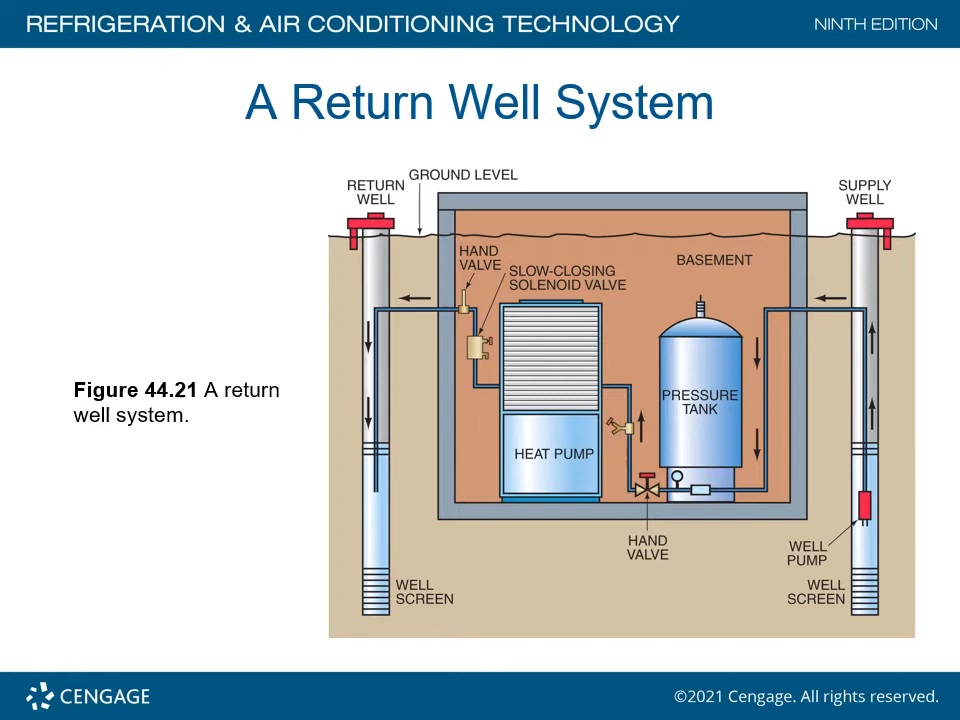 REFRIGERATION & AIR CONDITIONING TECHNOLOGY
NINTH EDITION
A Return Well System
GROUND LEVEL
RETURN
WELL
SUPPLY
WELL
HAND
VALVE
SLOW-CLOSING
SOLENOID VALVE
BASEMENT
Figure 44.21 A return
well system.
PRESSURE
TANK
HEAT PUMP
HAND
VALVE
WELL
PUMP
WELL
SCREEN
WELL
SCREEN
CENGAGE
©2021 Cengage. All rights reserved.